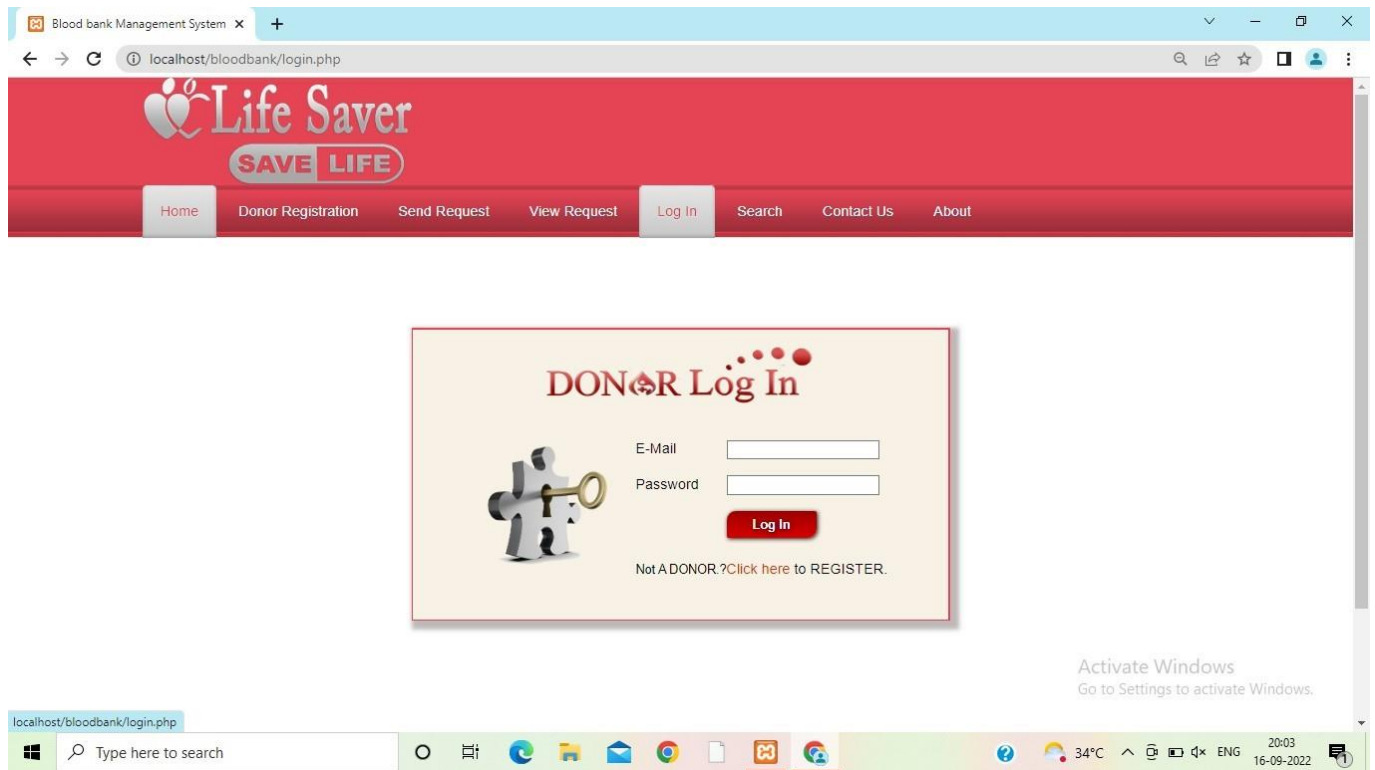 Blood bank Management System
localhost/bloodbank/login.php
Life Saver
SAVE LIFE
Home Donor Registration Send Request View Request Log In Search Contact Us About
DONOR Log In
E-Mail
Password
Log In
Not A DONOR.?Click here to REGISTER.
Activate Windows
Go to Settings to activate Windows.
localhost/bloodbank/login.php
Type here to search
34°C ENG 20:03
16-09-2022
1